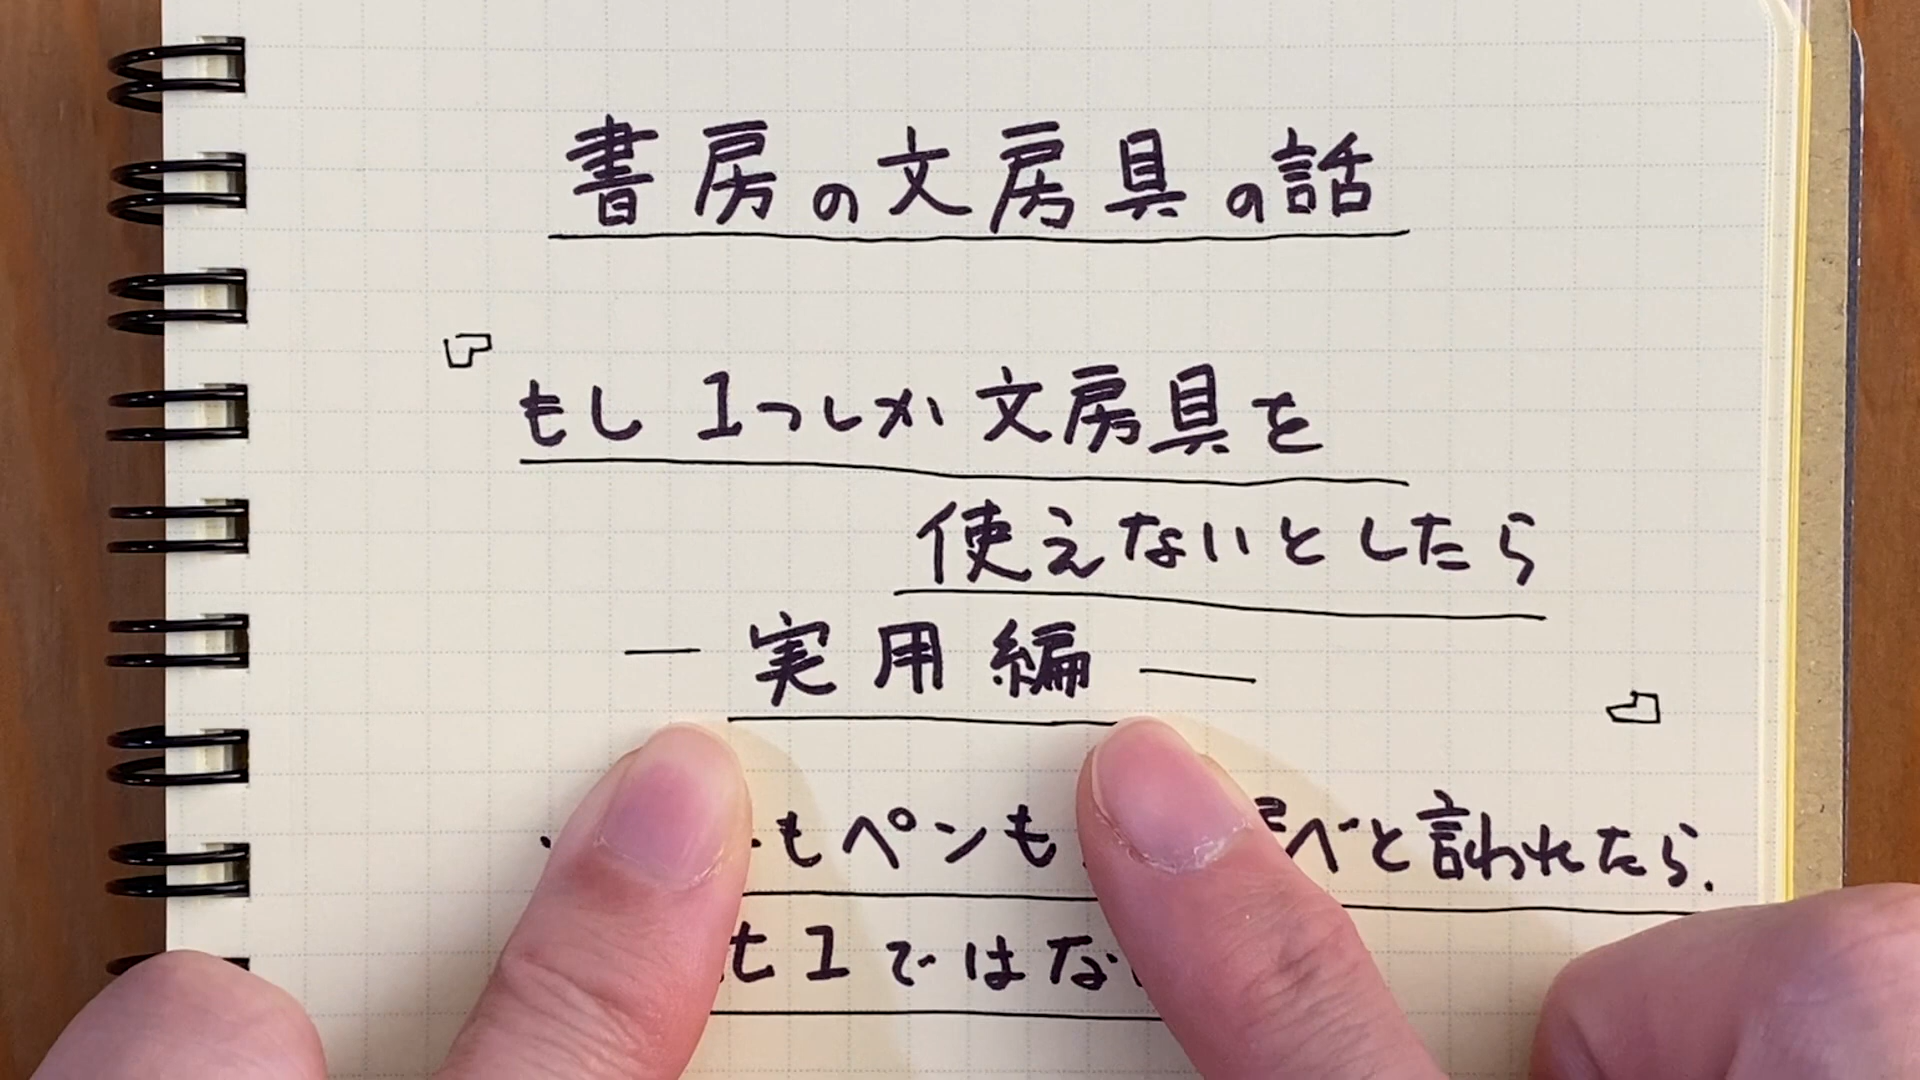 書房の文房具の話
『もし1つしか文房具を
使えないとしたら
—実用編—』
もペンも べと言われたら.
1ではな